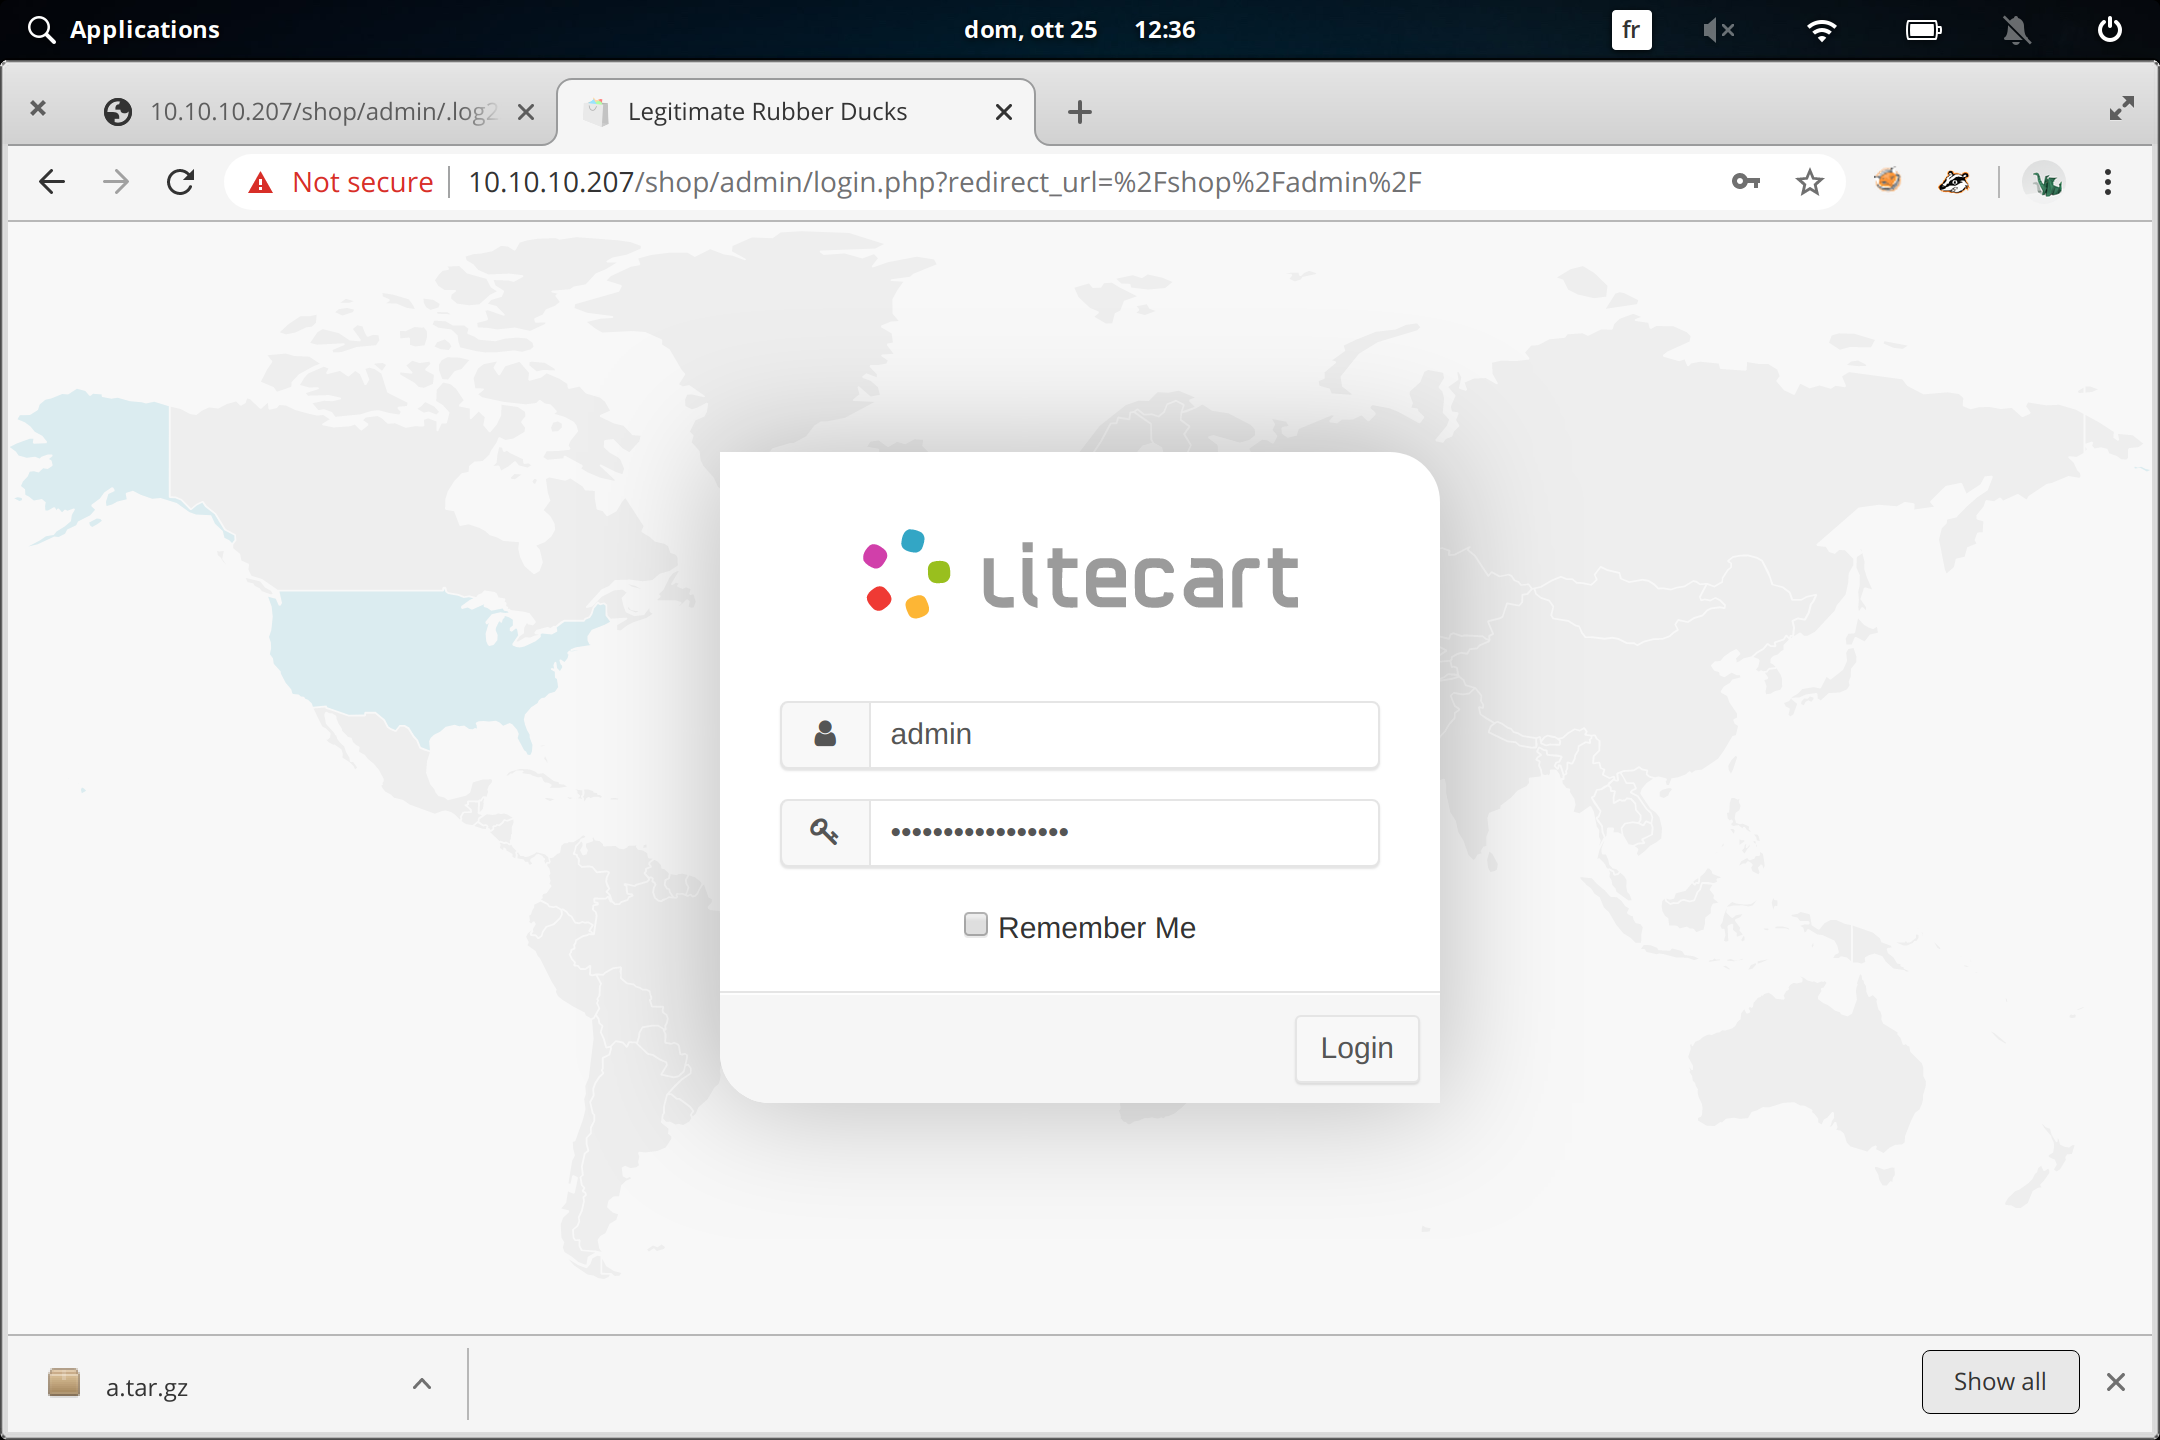 Applications dom, ott 25 12:36 fr
10.10.10.207/shop/admin/.log2 Legitimate Rubber Ducks
Not secure 10.10.10.207/shop/admin/login.php?redirect_url=%2Fshop%2Fadmin%2F
Litecart
admin
•••••••••••••••••
Remember Me
Login
a.tar.gz Show all